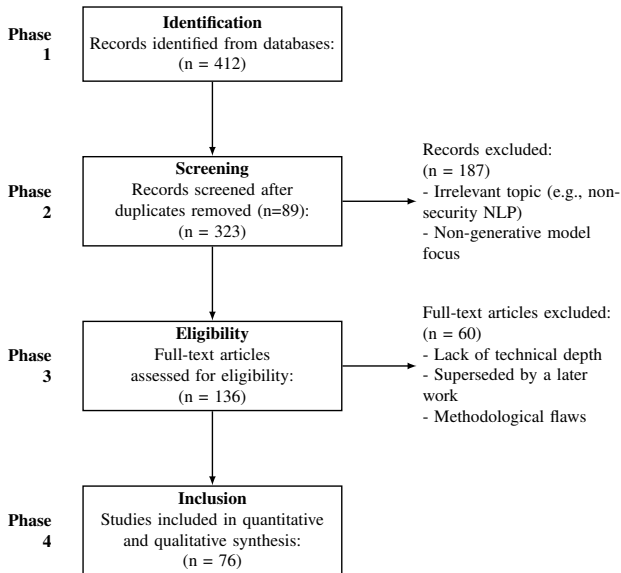 Phase
1
Identification
Records identified from databases:
(n = 412)
Phase
2
Screening
Records screened after
duplicates removed (n=89):
(n = 323)
Records excluded:
(n = 187)
- Irrelevant topic (e.g., non-
security NLP)
- Non-generative model
focus
Phase
3
Eligibility
Full-text articles
assessed for eligibility:
(n = 136)
Full-text articles excluded:
(n = 60)
- Lack of technical depth
- Superseded by a later
work
- Methodological flaws
Phase
4
Inclusion
Studies included in quantitative
and qualitative synthesis:
(n = 76)